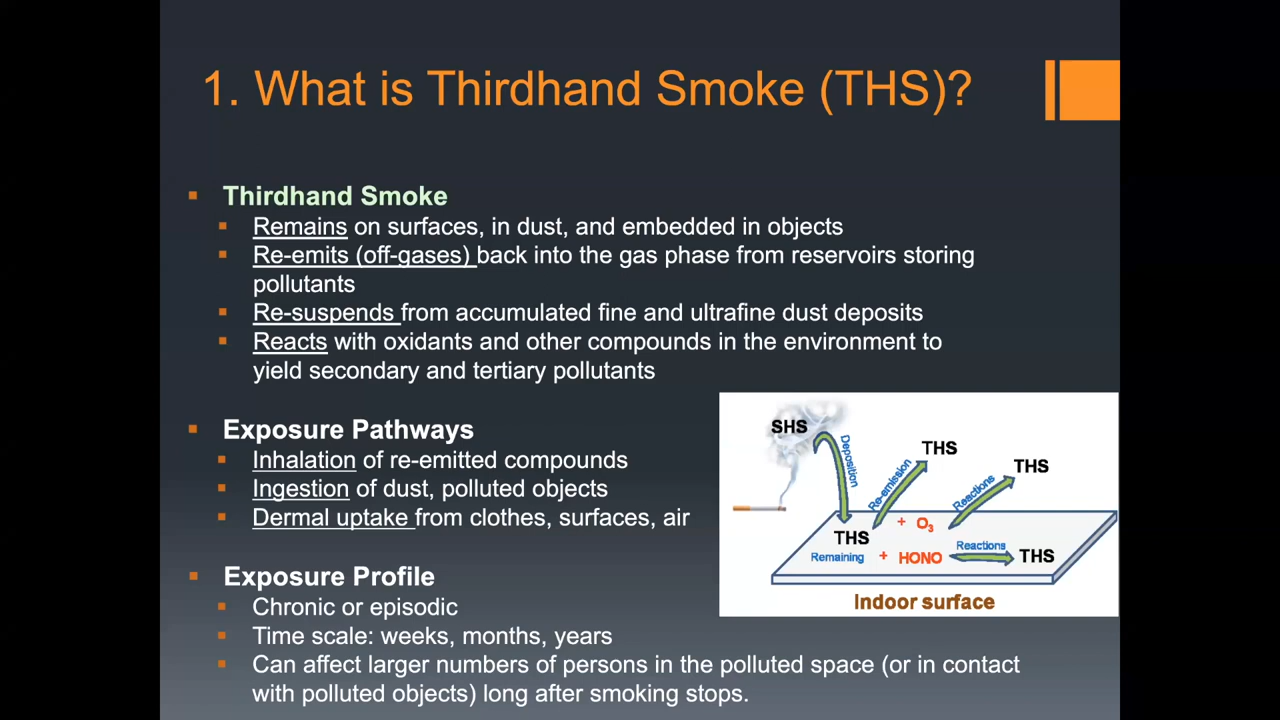 1. What is Thirdhand Smoke (THS)?
Thirdhand Smoke
Remains on surfaces, in dust, and embedded in objects
Re-emits (off-gases) back into the gas phase from reservoirs storing
pollutants
Re-suspends from accumulated fine and ultrafine dust deposits
Reacts with oxidants and other compounds in the environment to
yield secondary and tertiary pollutants
Exposure Pathways
Inhalation of re-emitted compounds
Ingestion of dust, polluted objects
Dermal uptake from clothes, surfaces, air
Exposure Profile
Chronic or episodic
Time scale: weeks, months, years
Can affect larger numbers of persons in the polluted space (or in contact
with polluted objects) long after smoking stops.
SHS
Deposition
Re-emission
THS
Reactions
THS
+ O3
THS
Remaining
+ HONO
Reactions
THS
Indoor surface